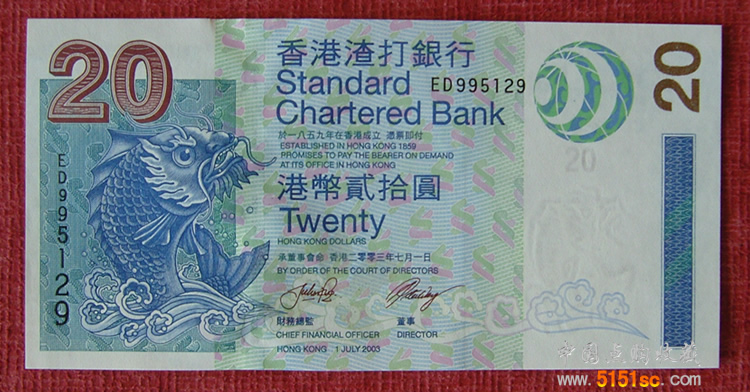 20
香港渣打銀行
Standard
Chartered Bank
ED995129
20
於一八五九年在香港成立 憑票即付
ESTABLISHED IN HONG KONG 1859
PROMISES TO PAY THE BEARER ON DEMAND
AT ITS OFFICE IN HONG KONG
20
港幣貳拾圓
Twenty
HONG KONG DOLLARS
承董事會命 香港二零零三年七月一日
BY ORDER OF THE COURT OF DIRECTORS
ED995129
財務總監
董事
CHIEF FINANCIAL OFFICER
DIRECTOR
HONG KONG 1 JULY 2003
www.5151sc.com